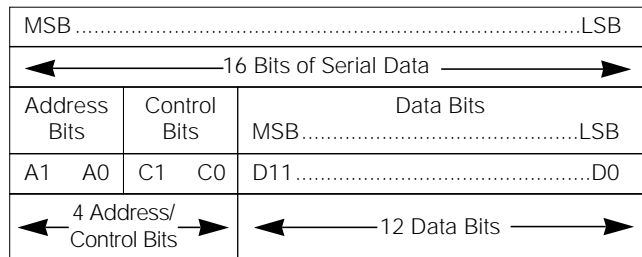 MSB.......................................................................................LSB
16 Bits of Serial Data
Address Bits
Control Bits
Data Bits
MSB................................................LSB
A1 A0 C1 C0 D11....................................................D0
4 Address/
Control Bits
12 Data Bits